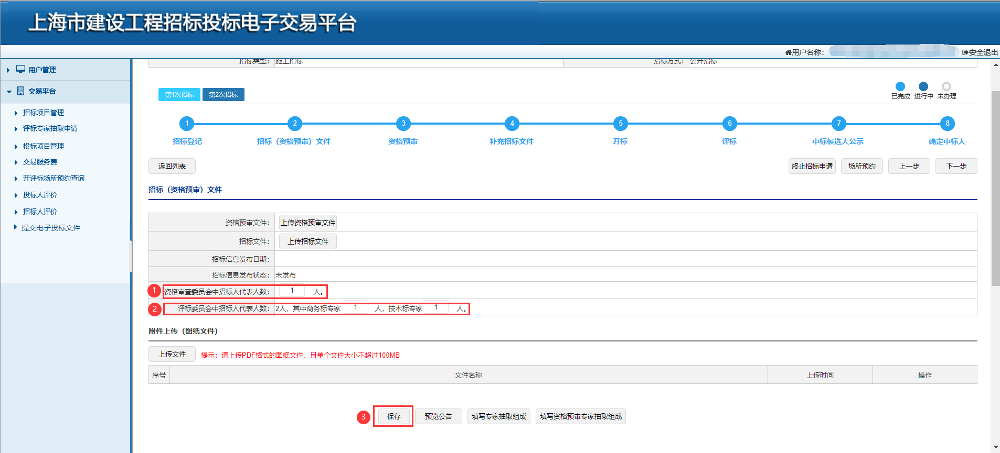 上海市建设工程招标投标电子交易平台
用户名称： 安全退出
用户管理
交易平台
招标项目管理
评标专家抽取申请
投标项目管理
交易服务费
开评标场所预约查询
投标人评价
招标人评价
提交电子投标文件
招标类型： 施工招标 招标方式： 公开招标
第1次招标 第2次招标
已完成 进行中 未办理
1 2 3 4 5 6 7 8
招标登记 招标（资格预审）文件 资格预审 补充招标文件 开标 评标 中标候选人公示 确定中标人
返回列表 终止招标申请 场所预约 上一步 下一步
招标（资格预审）文件
资格预审文件： 上传资格预审文件
招标文件： 上传招标文件
招标信息发布日期：
招标信息发布状态： 未发布
1 资格审查委员会中招标人代表人数： 1 人。
2 评标委员会中招标人代表人数： 2人，其中商务标专家 1 人，技术标专家 1 人。
附件上传（图纸文件）
上传文件 提示：请上传PDF格式的图纸文件，且单个文件大小不超过100MB
序号 文件名称 上传时间 操作
3 保存 预览公告 填写专家抽取组成 填写资格预审专家抽取组成